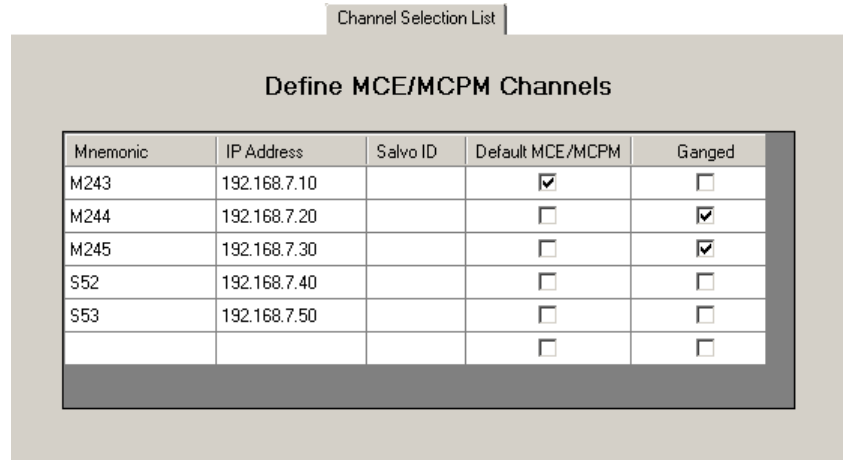 Channel Selection List
Define MCE/MCPM Channels
Mnemonic IP Address Salvo ID Default MCE/MCPM Ganged
M243 192.168.7.10
M244 192.168.7.20
M245 192.168.7.30
S52 192.168.7.40
S53 192.168.7.50